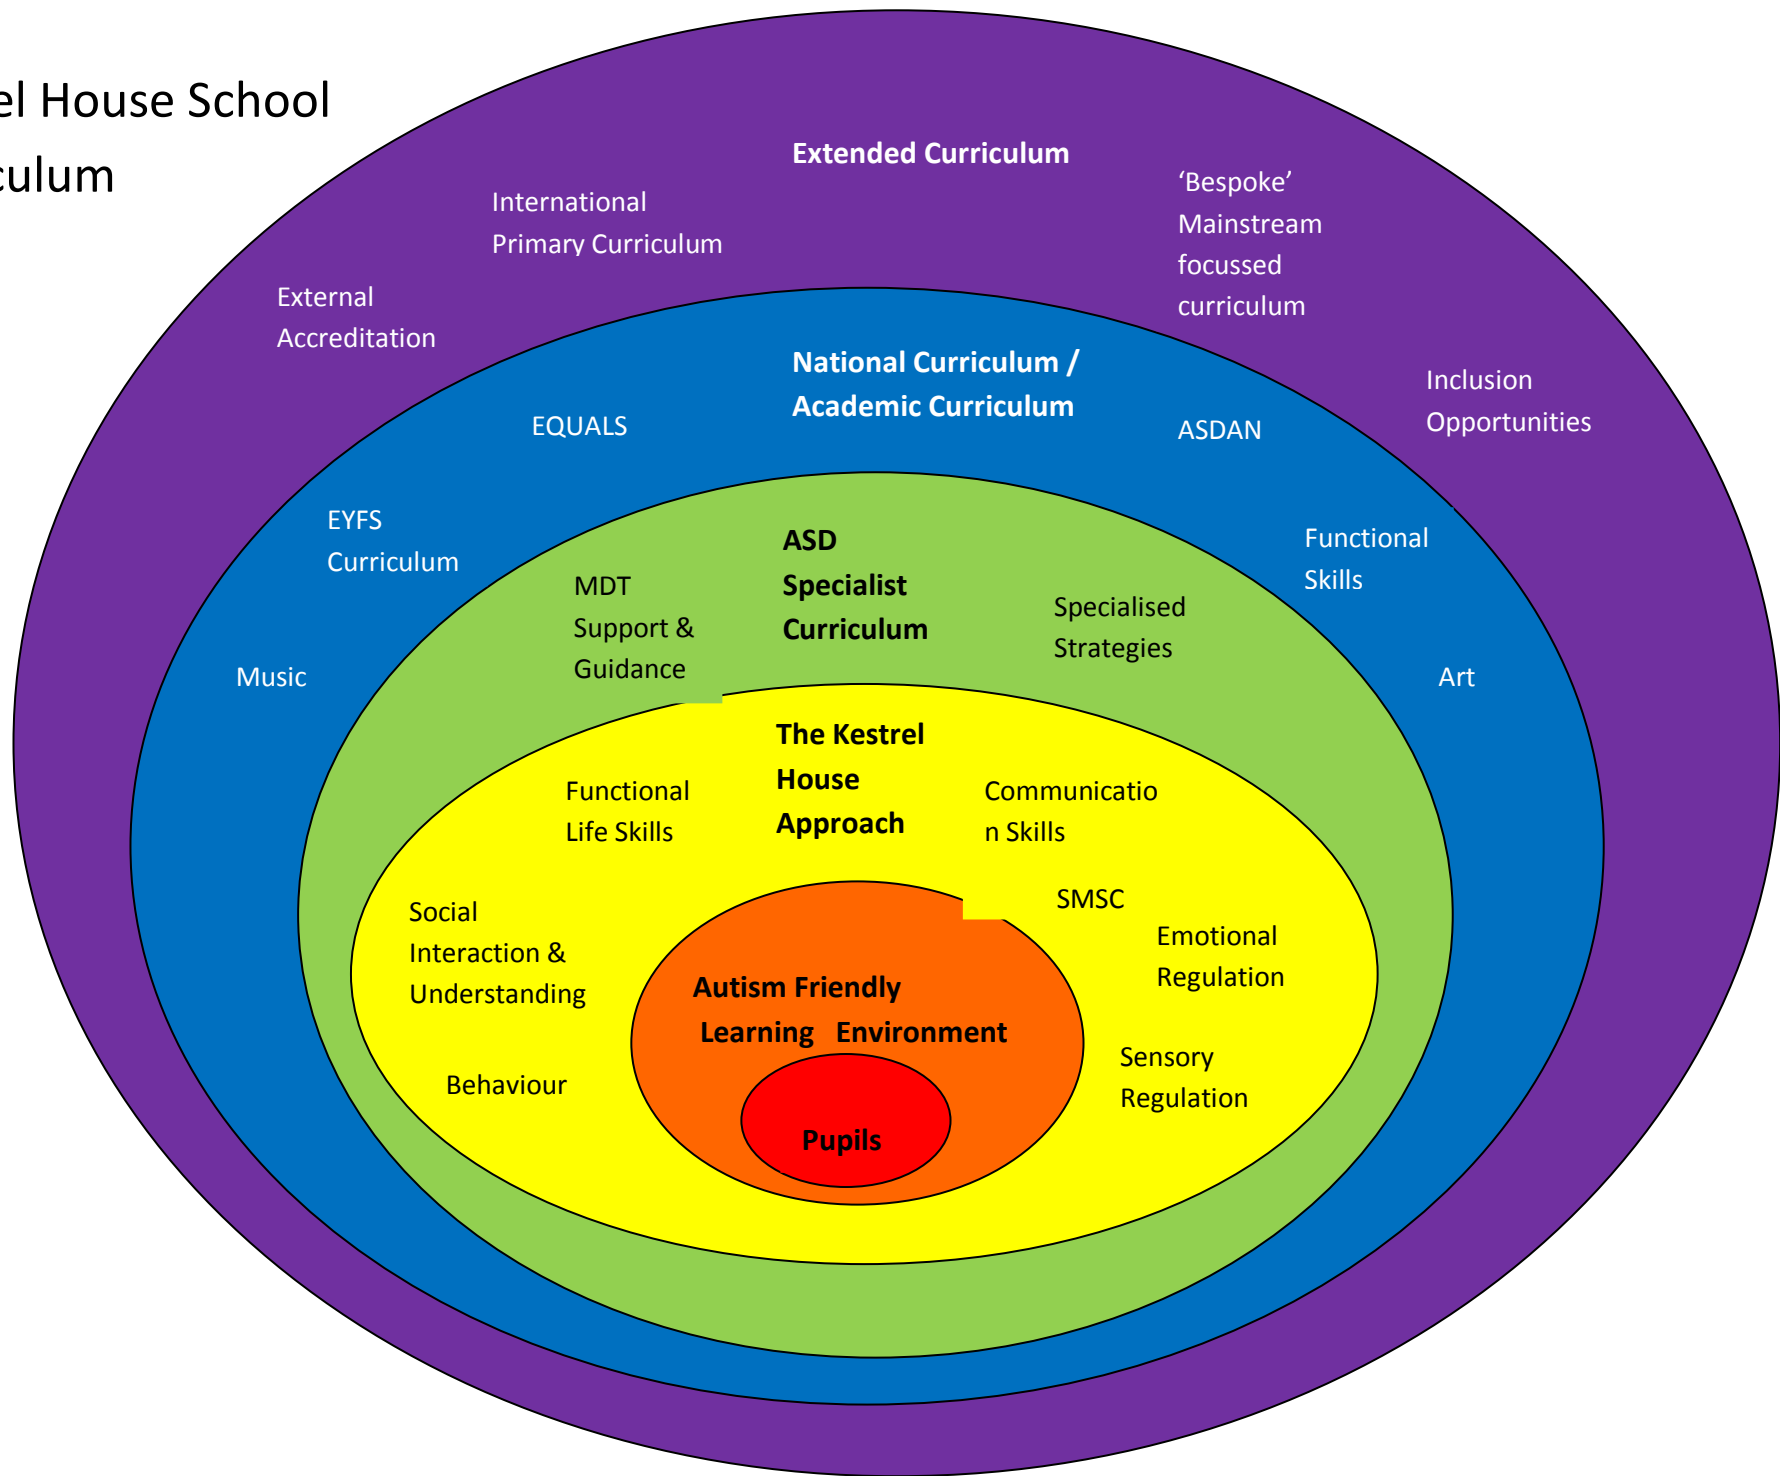 el House School
culum
Extended Curriculum
International
Primary Curriculum
'Bespoke'
Mainstream
focussed
curriculum
External
Accreditation
Inclusion
Opportunities
National Curriculum /
Academic Curriculum
EQUALS
ASDAN
EYFS
Curriculum
Functional
Skills
Music
Art
ASD
Specialist
Curriculum
MDT
Support &
Guidance
Specialised
Strategies
The Kestrel
House
Approach
Functional
Life Skills
Communicatio
n Skills
Social
Interaction &
Understanding
SMSC
Emotional
Regulation
Behaviour
Sensory
Regulation
Autism Friendly
Learning Environment
Pupils